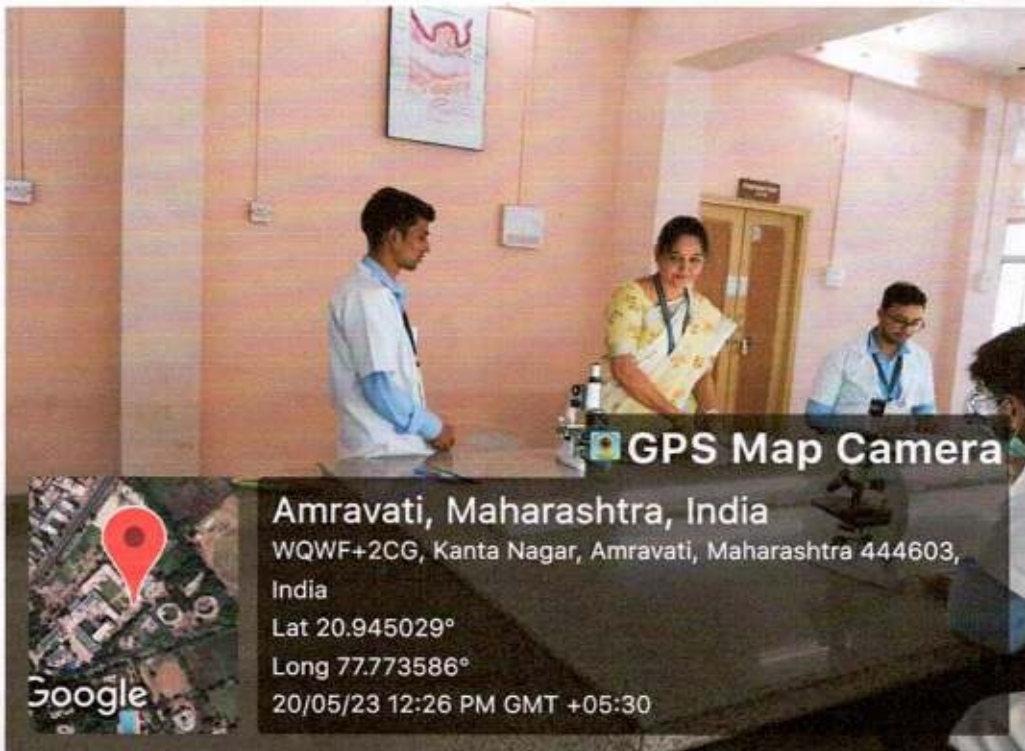 GPS Map Camera
Amravati, Maharashtra, India
WQWF+2CG, Kanta Nagar, Amravati, Maharashtra 444603,
India
Lat 20.945029°
Long 77.773586°
20/05/23 12:26 PM GMT +05:30
Google